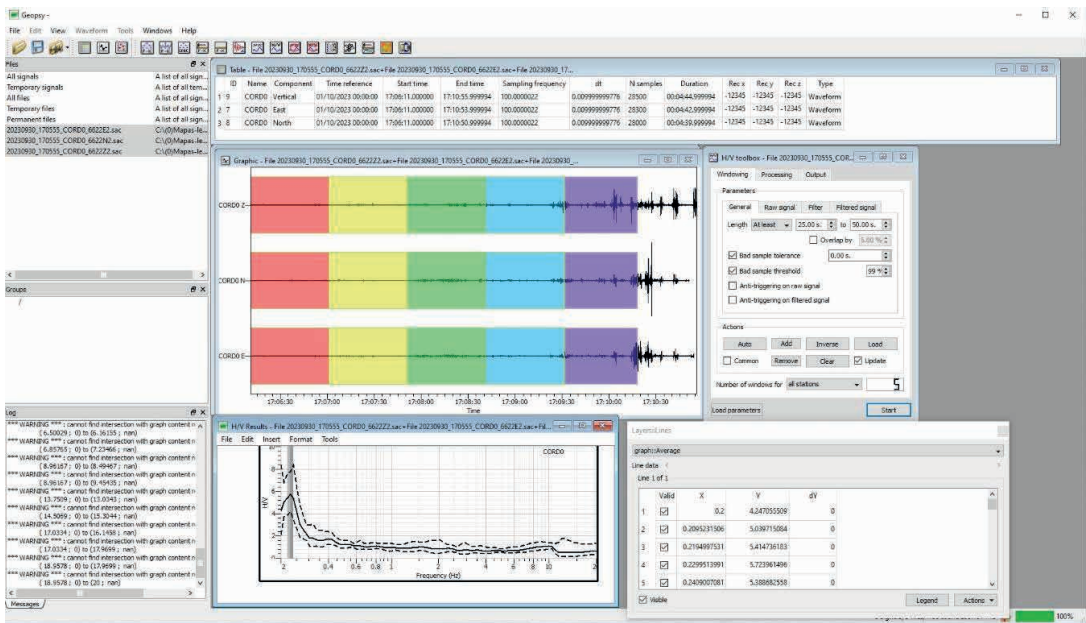 Geopsy -
File Edit View Waveform Tools Windows Help
Files
All signals A list of all sign...
Temporary signals A list of all tem...
All files A list of all sign...
Temporary files A list of all sign...
Permanent files A list of all sign...
20230930_170555_CORD0_6622E2.sac C:\(0)Mapas-Ie...
20230930_170555_CORD0_6622N2.sac C:\(0)Mapas-Ie...
20230930_170555_CORD0_6622Z2.sac C:\(0)Mapas-Ie...
Groups
/
Log
*** WARNING *** : cannot find intersection with graph content n
*** WARNING *** : cannot find intersection with graph content n
( 6.85765 ; 0) to (7.23466 ; nan)
*** WARNING *** : cannot find intersection with graph content n
( 8.96167 ; 0) to (8.49467 ; nan)
*** WARNING *** : cannot find intersection with graph content n
( 8.96167 ; 0) to (9.45435 ; nan)
*** WARNING *** : cannot find intersection with graph content n
( 13.7509 ; 0) to (13.0343 ; nan)
*** WARNING *** : cannot find intersection with graph content n
( 14.5069 ; 0) to (15.3044 ; nan)
*** WARNING *** : cannot find intersection with graph content n
( 17.0334 ; 0) to (16.1458 ; nan)
*** WARNING *** : cannot find intersection with graph content n
( 17.0334 ; 0) to (17.9699 ; nan)
*** WARNING *** : cannot find intersection with graph content n
( 18.9578 ; 0) to (17.9699 ; nan)
*** WARNING *** : cannot find intersection with graph content n
( 18.9578 ; 0) to (20 ; nan)
Messages
Table - File 20230930_170555_CORD0_6622Z2.sac+File 20230930_170555_CORD0_6622E2.sac+File 20230930_17...
ID Name Component Time reference Start time End time Sampling frequency dt N samples Duration Rec x Rec y Rec z Type
1 9 CORD0 Vertical 01/10/2023 00:00:00 17:06:11.000000 17:10:55.999994 100.0000022 0.009999999776 28500 00:04:44.999994 -12345 -12345 -12345 Waveform
2 7 CORD0 East 01/10/2023 00:00:00 17:06:11.000000 17:10:53.999994 100.0000022 0.009999999776 28300 00:04:42.999994 -12345 -12345 -12345 Waveform
3 8 CORD0 North 01/10/2023 00:00:00 17:06:11.000000 17:10:50.999994 100.0000022 0.009999999776 28000 00:04:39.999994 -12345 -12345 -12345 Waveform
Graphic - File 20230930_170555_CORD0_6622Z2.sac+File 20230930_170555_CORD0_6622E2.sac+File 20230930_...
CORD0 Z
CORD0 N
CORD0 E
17:06:30 17:07:00 17:07:30 17:08:00 17:08:30 17:09:00 17:09:30 17:10:00 17:10:30
Time
H/V toolbox - File 20230930_170555_COR...
Windowing Processing Output
Parameters
General Raw signal Filter Filtered signal
Length At least 25.00 s. to 50.00 s.
Overlap by 5.00 %
Bad sample tolerance 0.00 s.
Bad sample threshold 99 %
Anti-triggering on raw signal
Anti-triggering on filtered signal
Actions
Auto Add Inverse Load
Common Remove Clear Update
Number of windows for all stations 5
Load parameters Start
H/V Results - File 20230930_170555_CORD0_6622Z2.sac+File 20230930_170555_CORD0_6622E2.sac+Fil...
File Edit Insert Format Tools
CORD0
H/V
10 8 6 4 2
2 0.4 0.6 0.8 1 2 4 6 8 10 2
Frequency (Hz)
Layers:Lines
graph::Average
Line data
Line 1 of 1
Valid X Y dY
1 0.2 4.247055509 0
2 0.2095231506 5.039715084 0
3 0.2194997531 5.414736183 0
4 0.2299513991 5.723961496 0
5 0.2409007081 5.388682558 0
Visible Legend Actions
100%